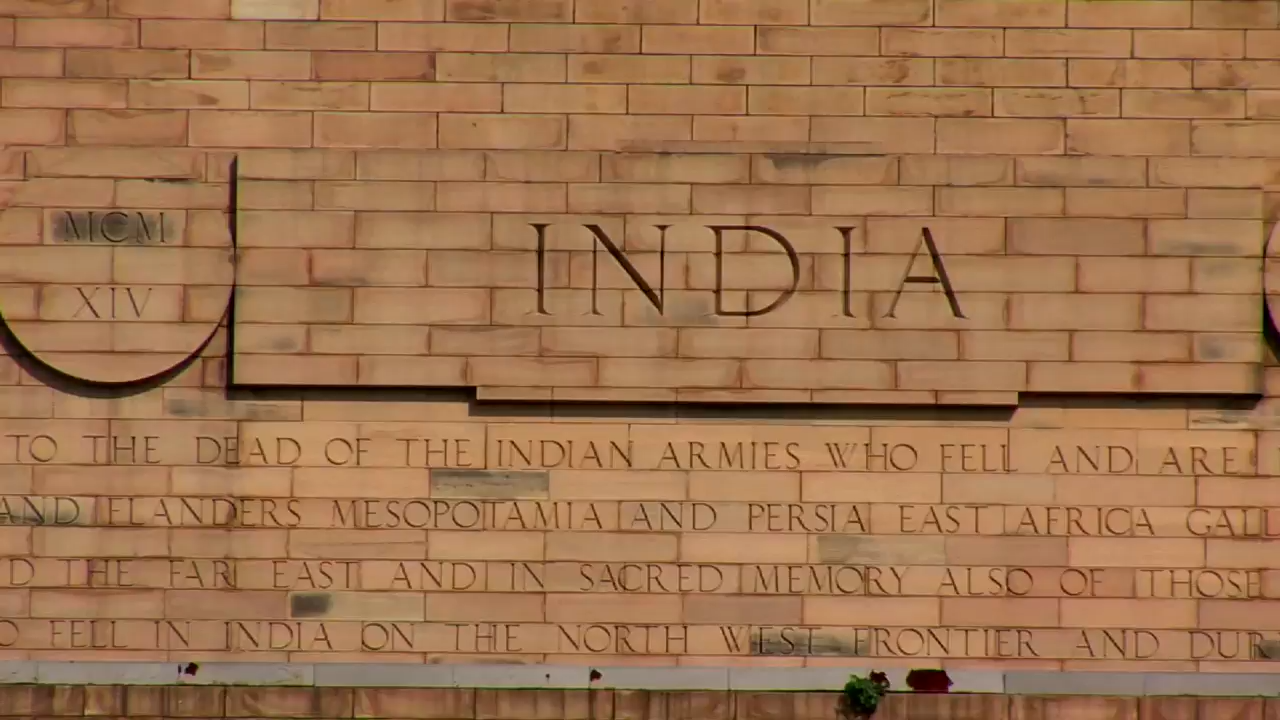 MCM
XIV
INDIA
TO THE DEAD OF THE INDIAN ARMIES WHO FELL AND ARE
AND FLANDERS MESOPOTAMIA AND PERSIA EAST AFRICA GALL
D THE FAR EAST AND IN SACRED MEMORY ALSO OF THOSE
O FELL IN INDIA ON THE NORTH WEST FRONTIER AND DUR